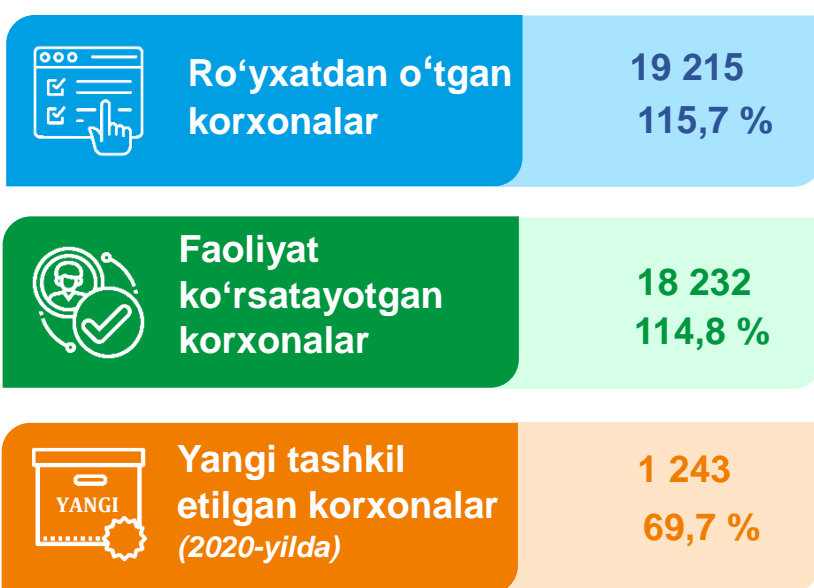 Ro‘yxatdan o‘tgan
korxonalar
19 215
115,7 %
Faoliyat
ko‘rsatayotgan
korxonalar
18 232
114,8 %
YANGI
Yangi tashkil
etilgan korxonalar
(2020-yilda)
1 243
69,7 %